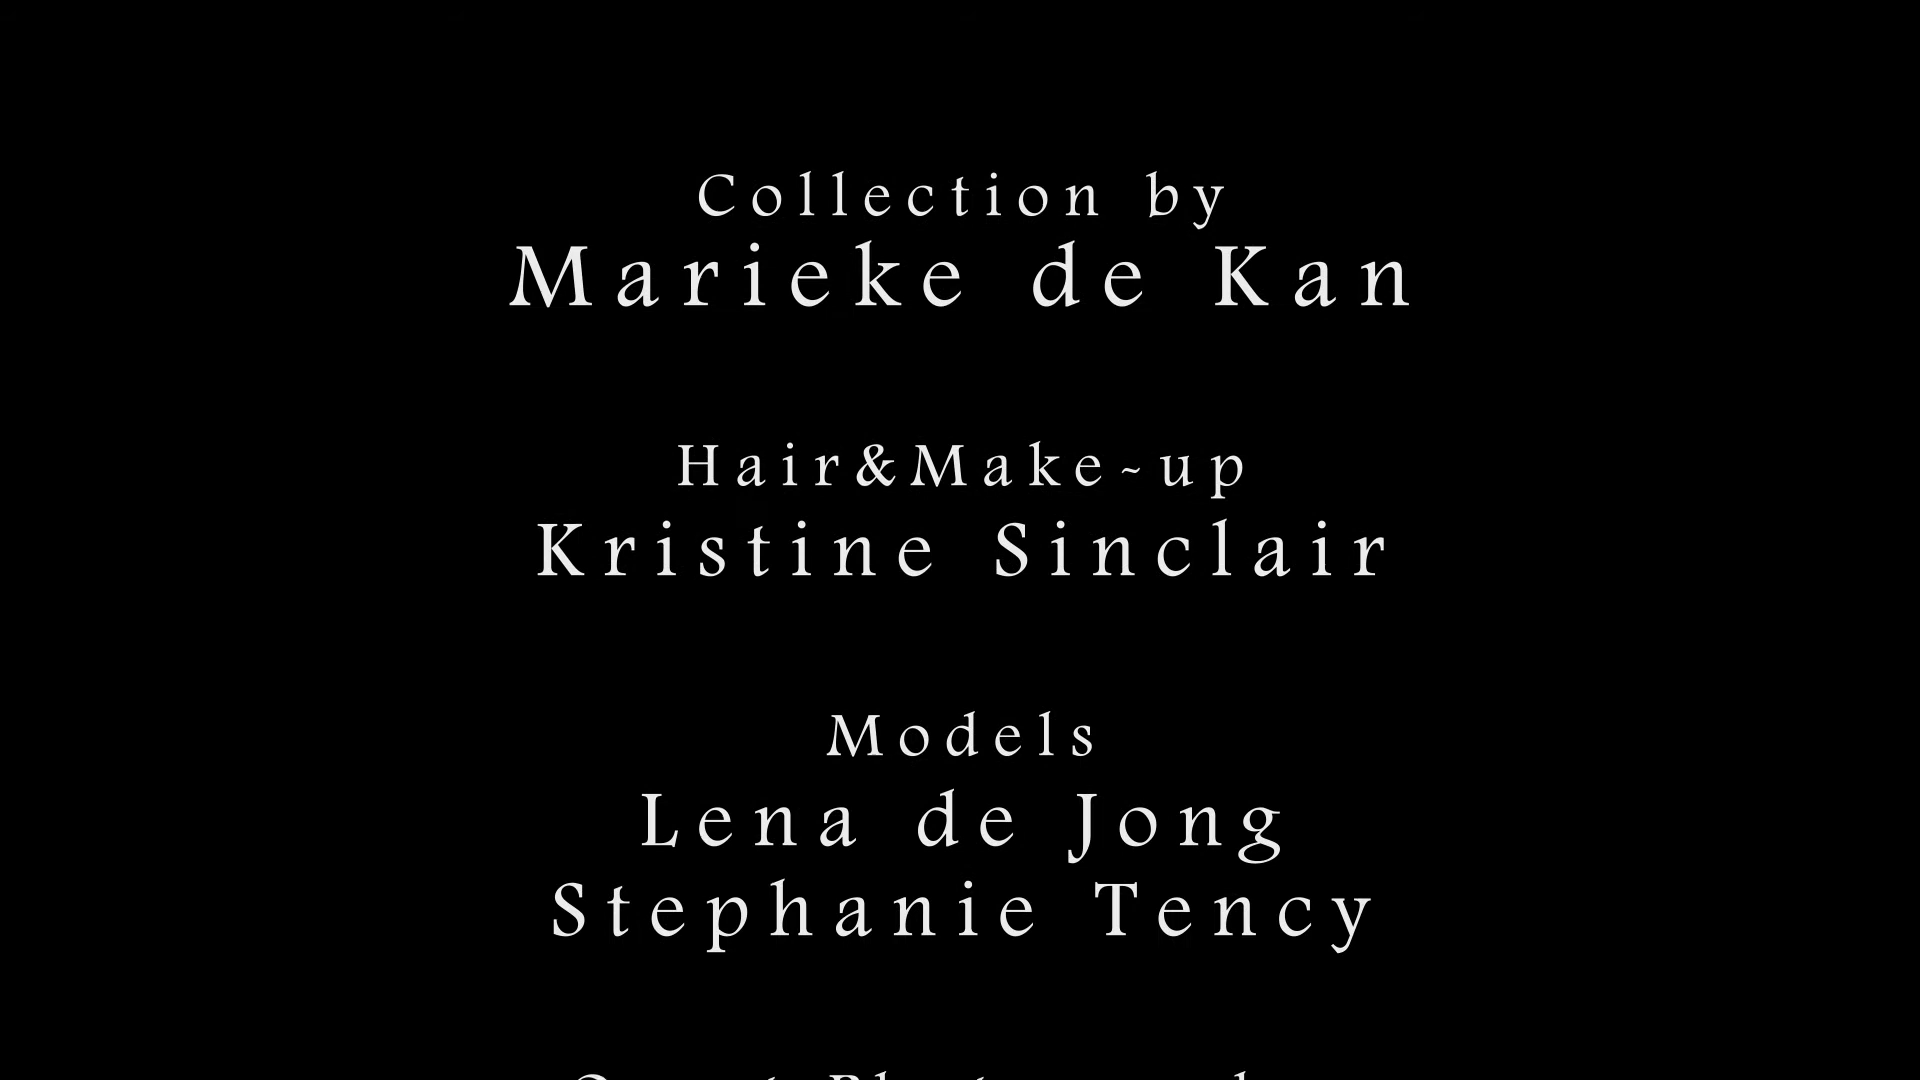 Collection by
Marieke de Kan
Hair&Make-up
Kristine Sinclair
Models
Lena de Jong
Stephanie Tency